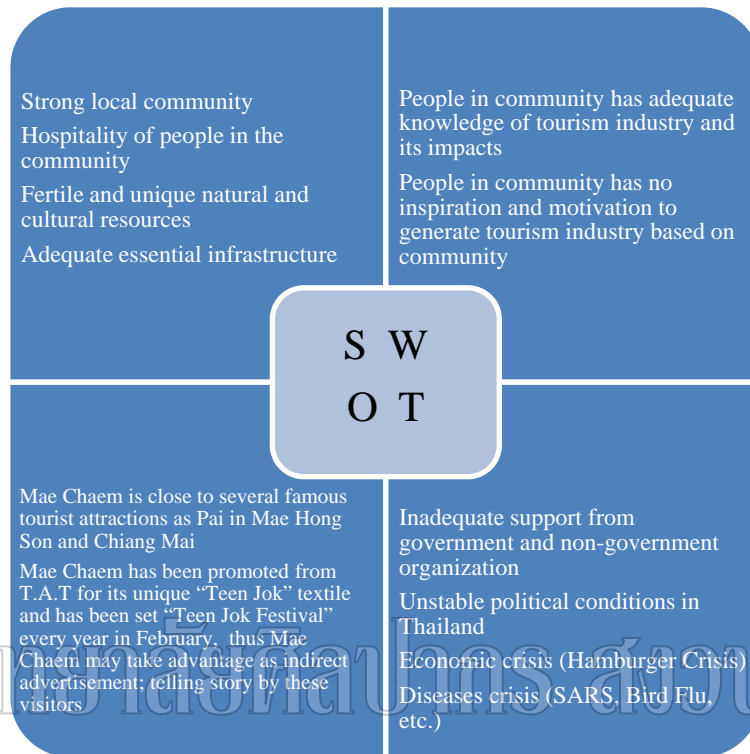 Strong local community
Hospitality of people in the
community
Fertile and unique natural and
cultural resources
Adequate essential infrastructure
People in community has adequate
knowledge of tourism industry and
its impacts
People in community has no
inspiration and motivation to
generate tourism industry based on
community
S W
O T
Mae Chaem is close to several famous
tourist attractions as Pai in Mae Hong
Son and Chiang Mai
Mae Chaem has been promoted from
T.A.T for its unique “Teen Jok” textile
and has been set “Teen Jok Festival”
every year in February, thus Mae
Chaem may take advantage as indirect
advertisement; telling story by these
visitors
Inadequate support from
government and non-government
organization
Unstable political conditions in
Thailand
Economic crisis (Hamburger Crisis)
Diseases crisis (SARS, Bird Flu,
etc.)